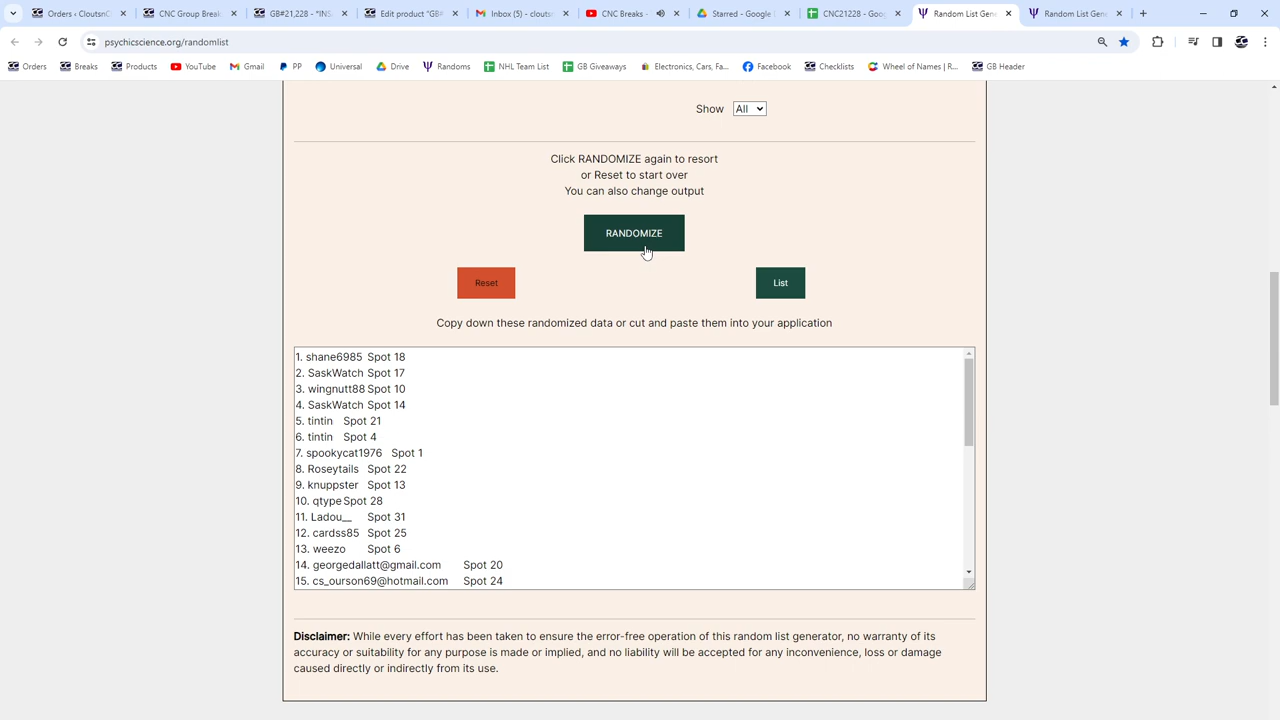 Orders ‹ CloutsnC
CNC Group Break
GB#21,228 - *INS
Edit product "GB#
Inbox (5) - clouts
CNC Breaks -
Starred - Google
CNC21228 - Goog
Random List Gene
Random List Gene
psychicscience.org/randomlist
Orders Breaks Products YouTube Gmail PP Universal Drive Randoms NHL Team List GB Giveaways Electronics, Cars, Fa... Facebook Checklists Wheel of Names | R... GB Header
Show All
Click RANDOMIZE again to resort
or Reset to start over
You can also change output
RANDOMIZE
Reset List
Copy down these randomized data or cut and paste them into your application
1. shane6985 Spot 18
2. SaskWatch Spot 17
3. wingnutt88 Spot 10
4. SaskWatch Spot 14
5. tintin Spot 21
6. tintin Spot 4
7. spookycat1976 Spot 1
8. Roseytails Spot 22
9. knuppster Spot 13
10. qtype Spot 28
11. Ladou__ Spot 31
12. cardss85 Spot 25
13. weezo Spot 6
14. georgedallatt@gmail.com Spot 20
15. cs_ourson69@hotmail.com Spot 24
Disclaimer: While every effort has been taken to ensure the error-free operation of this random list generator, no warranty of its
accuracy or suitability for any purpose is made or implied, and no liability will be accepted for any inconvenience, loss or damage
caused directly or indirectly from its use.